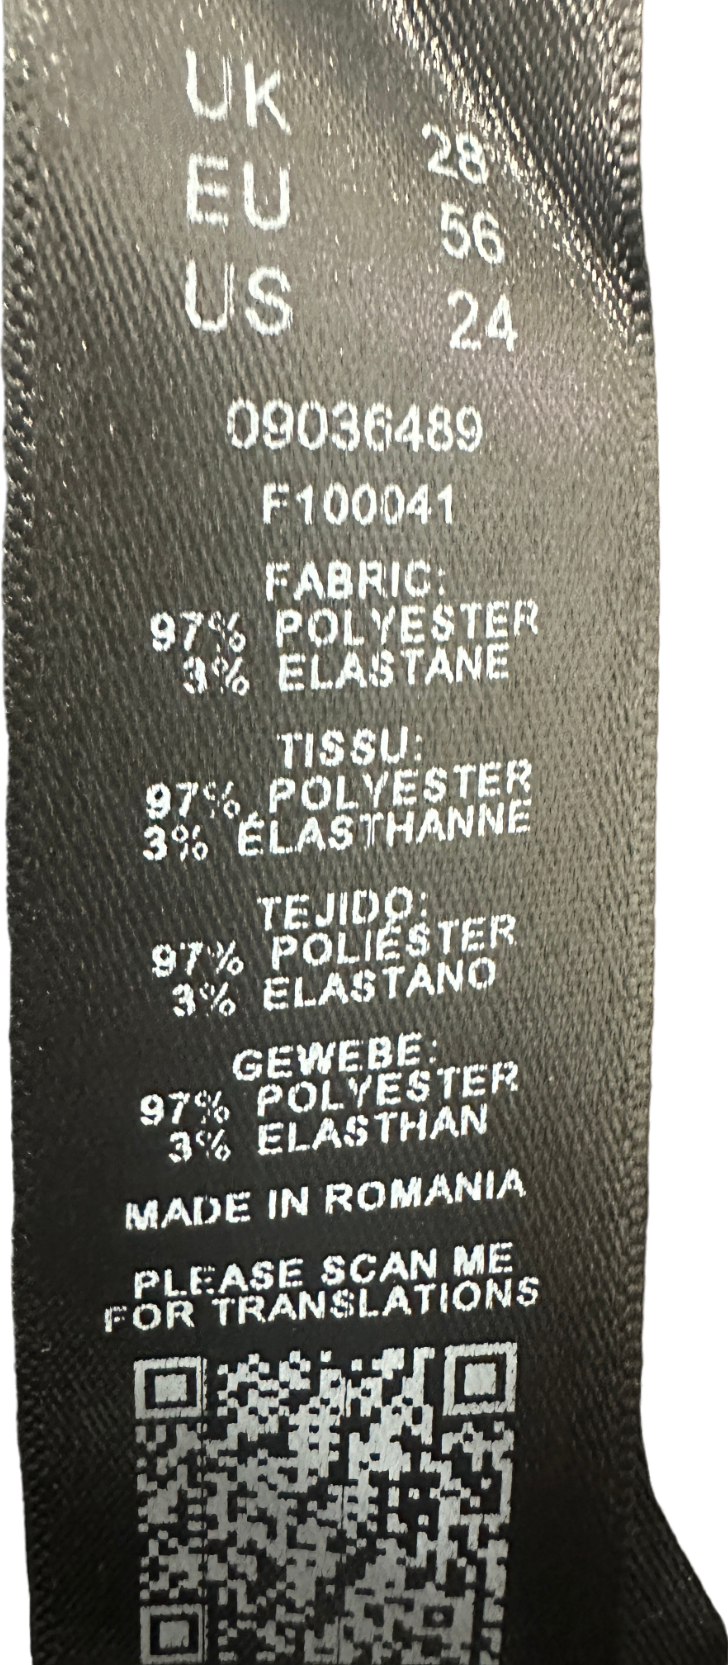 UK 28
EU 56
US 24
09036489
F100041
FABRIC:
97% POLYESTER
3% ELASTANE
TISSU:
97% POLYESTER
3% ÉLASTHANNE
TEJIDO:
97% POLIÉSTER
3% ELASTANO
GEWEBE:
97% POLYESTER
3% ELASTHAN
MADE IN ROMANIA
PLEASE SCAN ME
FOR TRANSLATIONS